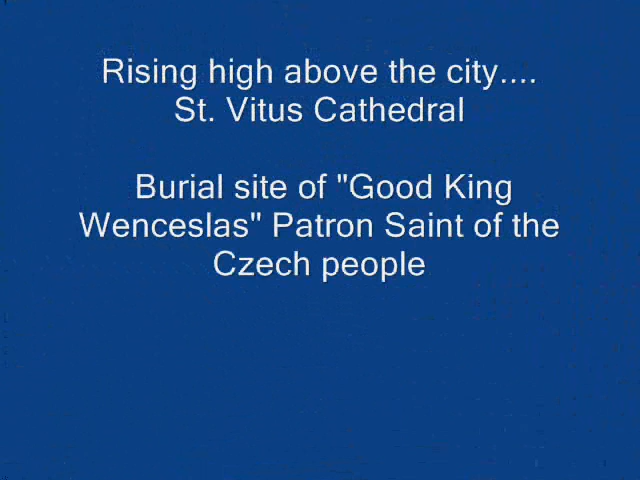 Rising high above the city....
St. Vitus Cathedral
Burial site of "Good King
Wenceslas" Patron Saint of the
Czech people